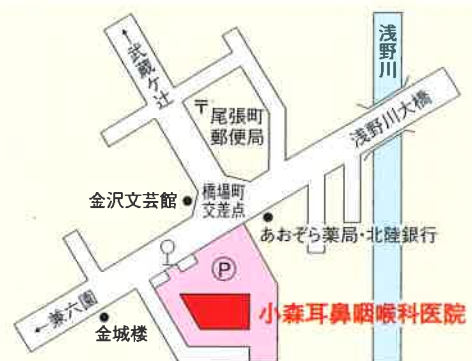 ↑武蔵ケ辻
浅野川
〒
尾張町
郵便局
浅野川大橋
金沢文芸館
橋場町
交差点
あおぞら薬局・北陸銀行
P
小森耳鼻咽喉科医院
←兼六園
金城楼